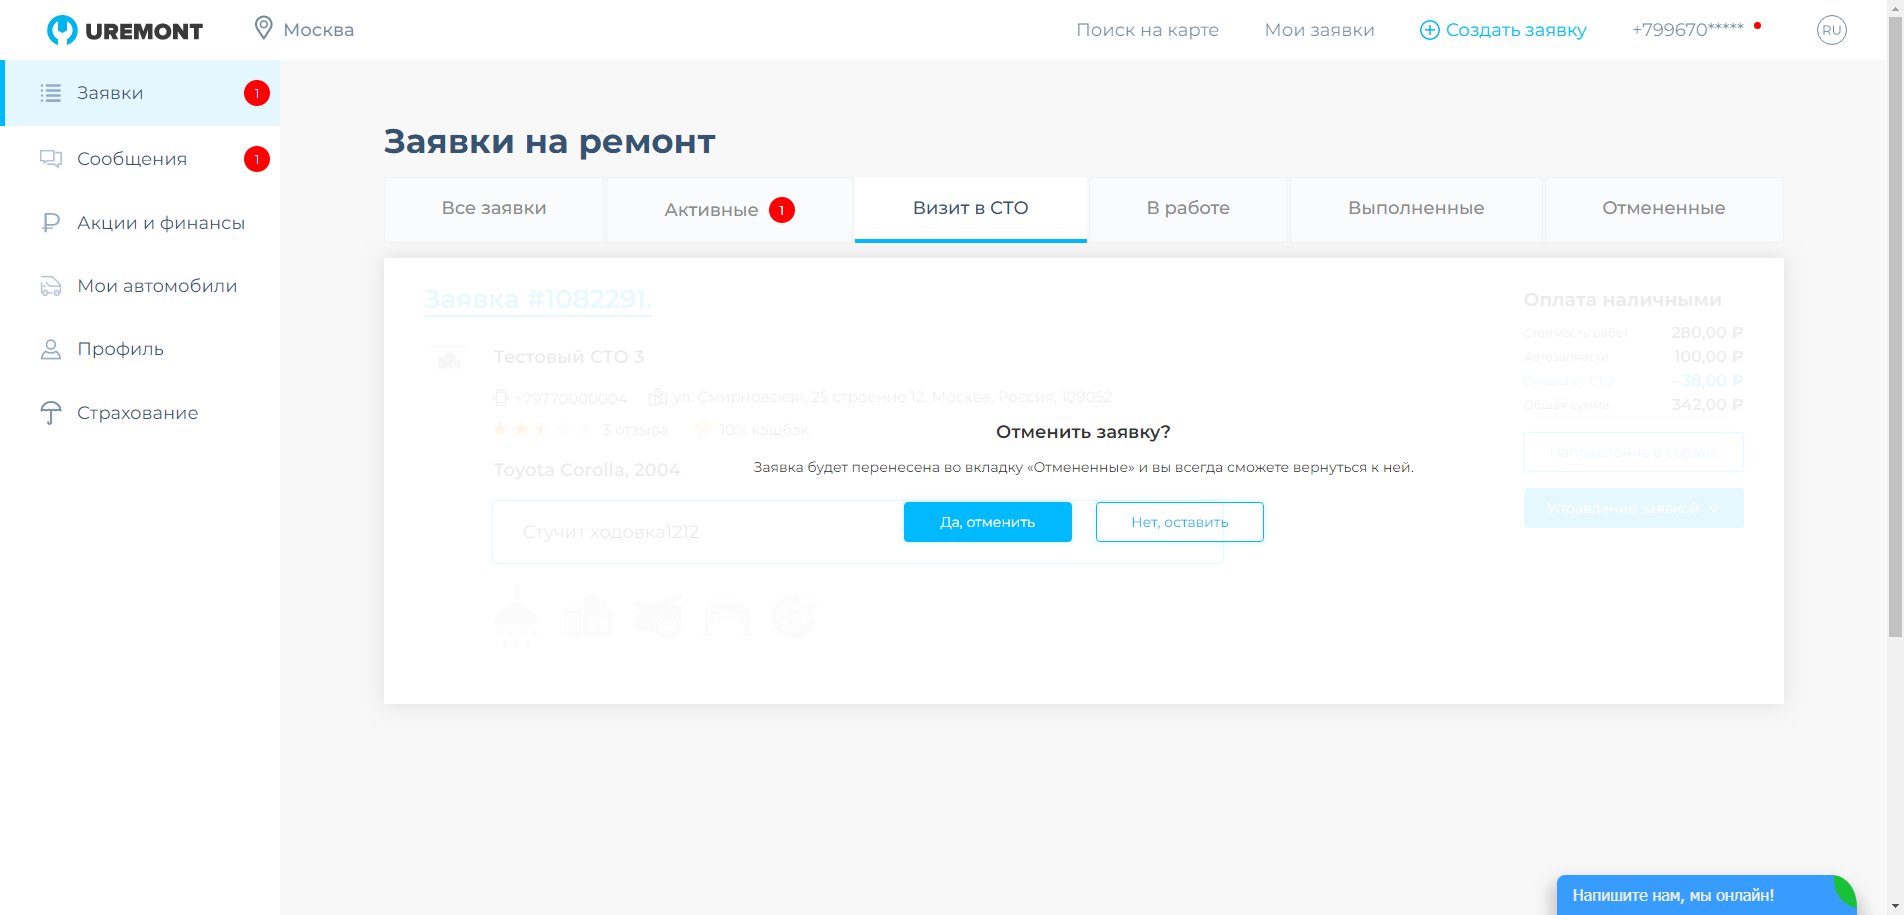 UREMONT
Москва
Поиск на карте
Мои заявки
Создать заявку
+799670*****
RU
Заявки
1
Сообщения
1
Акции и финансы
Мои автомобили
Профиль
Страхование
Заявки на ремонт
Все заявки
Активные
1
Визит в СТО
В работе
Выполненные
Отмененные
Заявка #1082291.
Тестовый СТО 3
+79770000004
ул. Смирновская, 25 строение 12, Москва, Россия, 109052
3 отзыва
10% кэшбэк
Toyota Corolla, 2004
Стучит ходовка1212
Отменить заявку?
Заявка будет перенесена во вкладку «Отмененные» и вы всегда сможете вернуться к ней.
Да, отменить
Нет, оставить
Оплата наличными
Стоимость работ 280,00 ₽
Автозапчасти 100,00 ₽
Скидка от СТО - 38,00 ₽
Общая сумма 342,00 ₽
Направление в сервис
Управление заявкой
Напишите нам, мы онлайн!